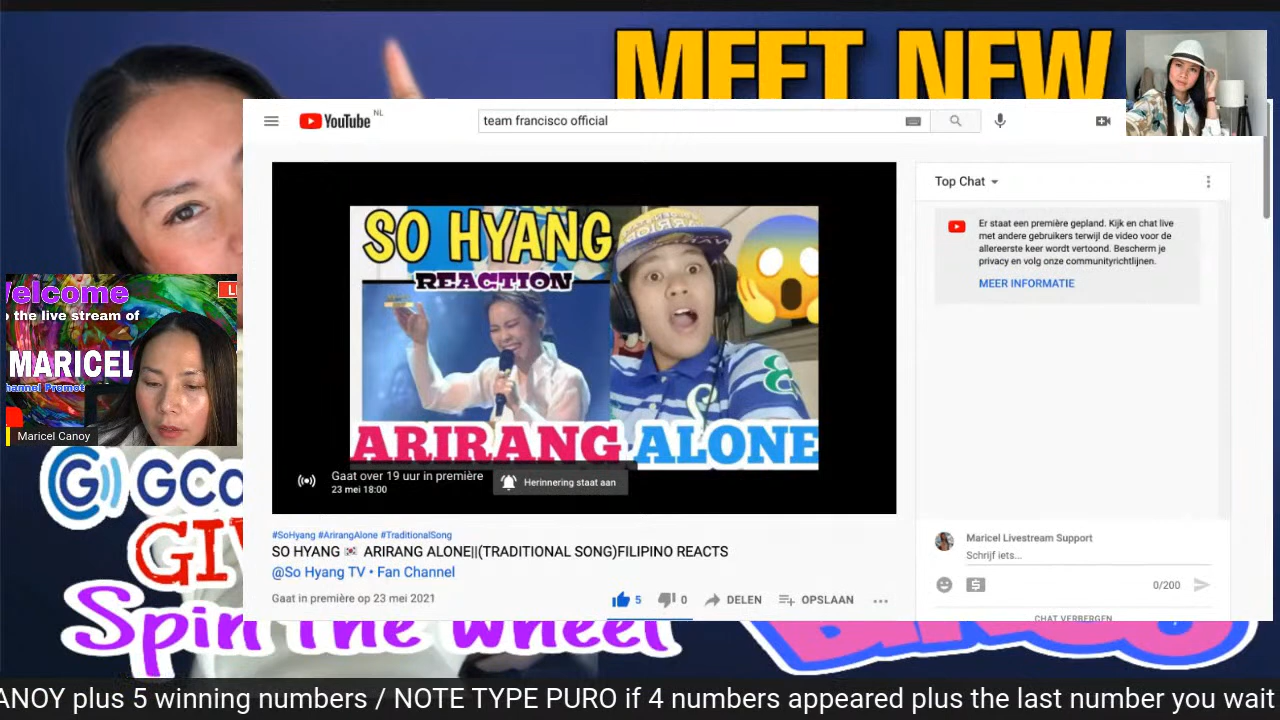 MEET NEW
YouTube NL
team francisco official
Top Chat
SO HYANG
REACTION
ARIRANG ALONE
Er staat een première gepland. Kijk en chat live
met andere gebruikers terwijl de video voor de
allereerste keer wordt vertoond. Bescherm je
privacy en volg onze communityrichtlijnen.
MEER INFORMATIE
Welcome
the live stream of
MARICEL
Maricel Canoy
Gaat over 19 uur in première
23 mei 18:00
Herinnering staat aan
#SoHyang #ArirangAlone #TraditionalSong
SO HYANG 🇰🇷 ARIRANG ALONE||(TRADITIONAL SONG)FILIPINO REACTS
@So Hyang TV • Fan Channel
Gaat in première op 23 mei 2021
5 0 DELEN OPSLAAN
Maricel Livestream Support
Schrijf iets...
0/200
CHAT VERBERGEN
Spin the wheel
BINGO
ANOY plus 5 winning numbers / NOTE TYPE PURO if 4 numbers appeared plus the last number you wait